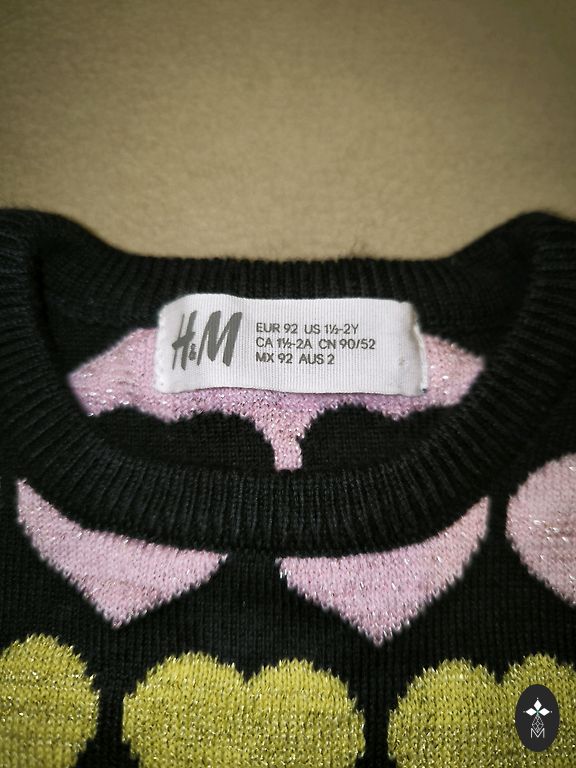 H&M
EUR 92 US 1½-2Y
CA 1½-2A CN 90/52
MX 92 AUS 2
M